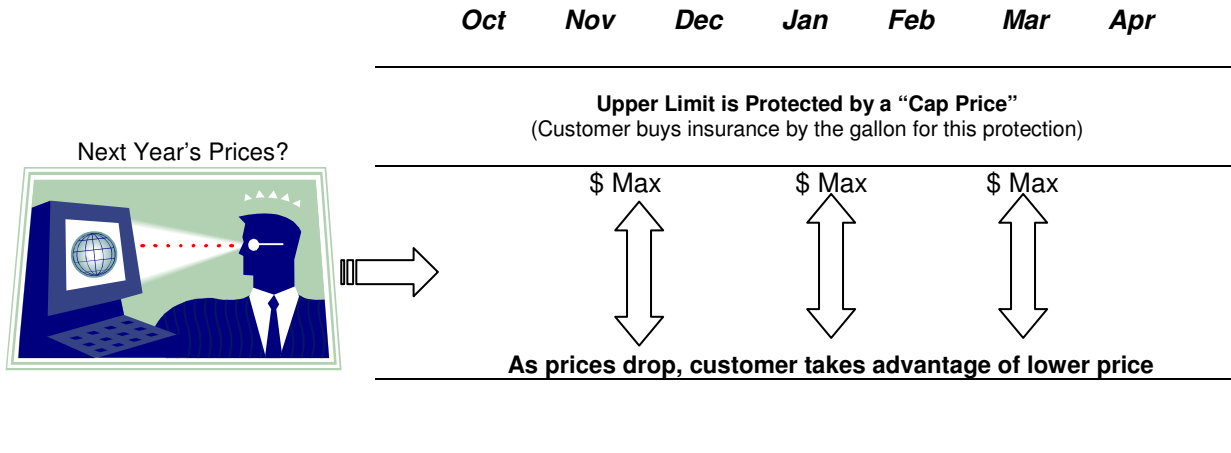 Oct Nov Dec Jan Feb Mar Apr
Upper Limit is Protected by a “Cap Price”
(Customer buys insurance by the gallon for this protection)
Next Year's Prices?
$ Max $ Max $ Max
As prices drop, customer takes advantage of lower price